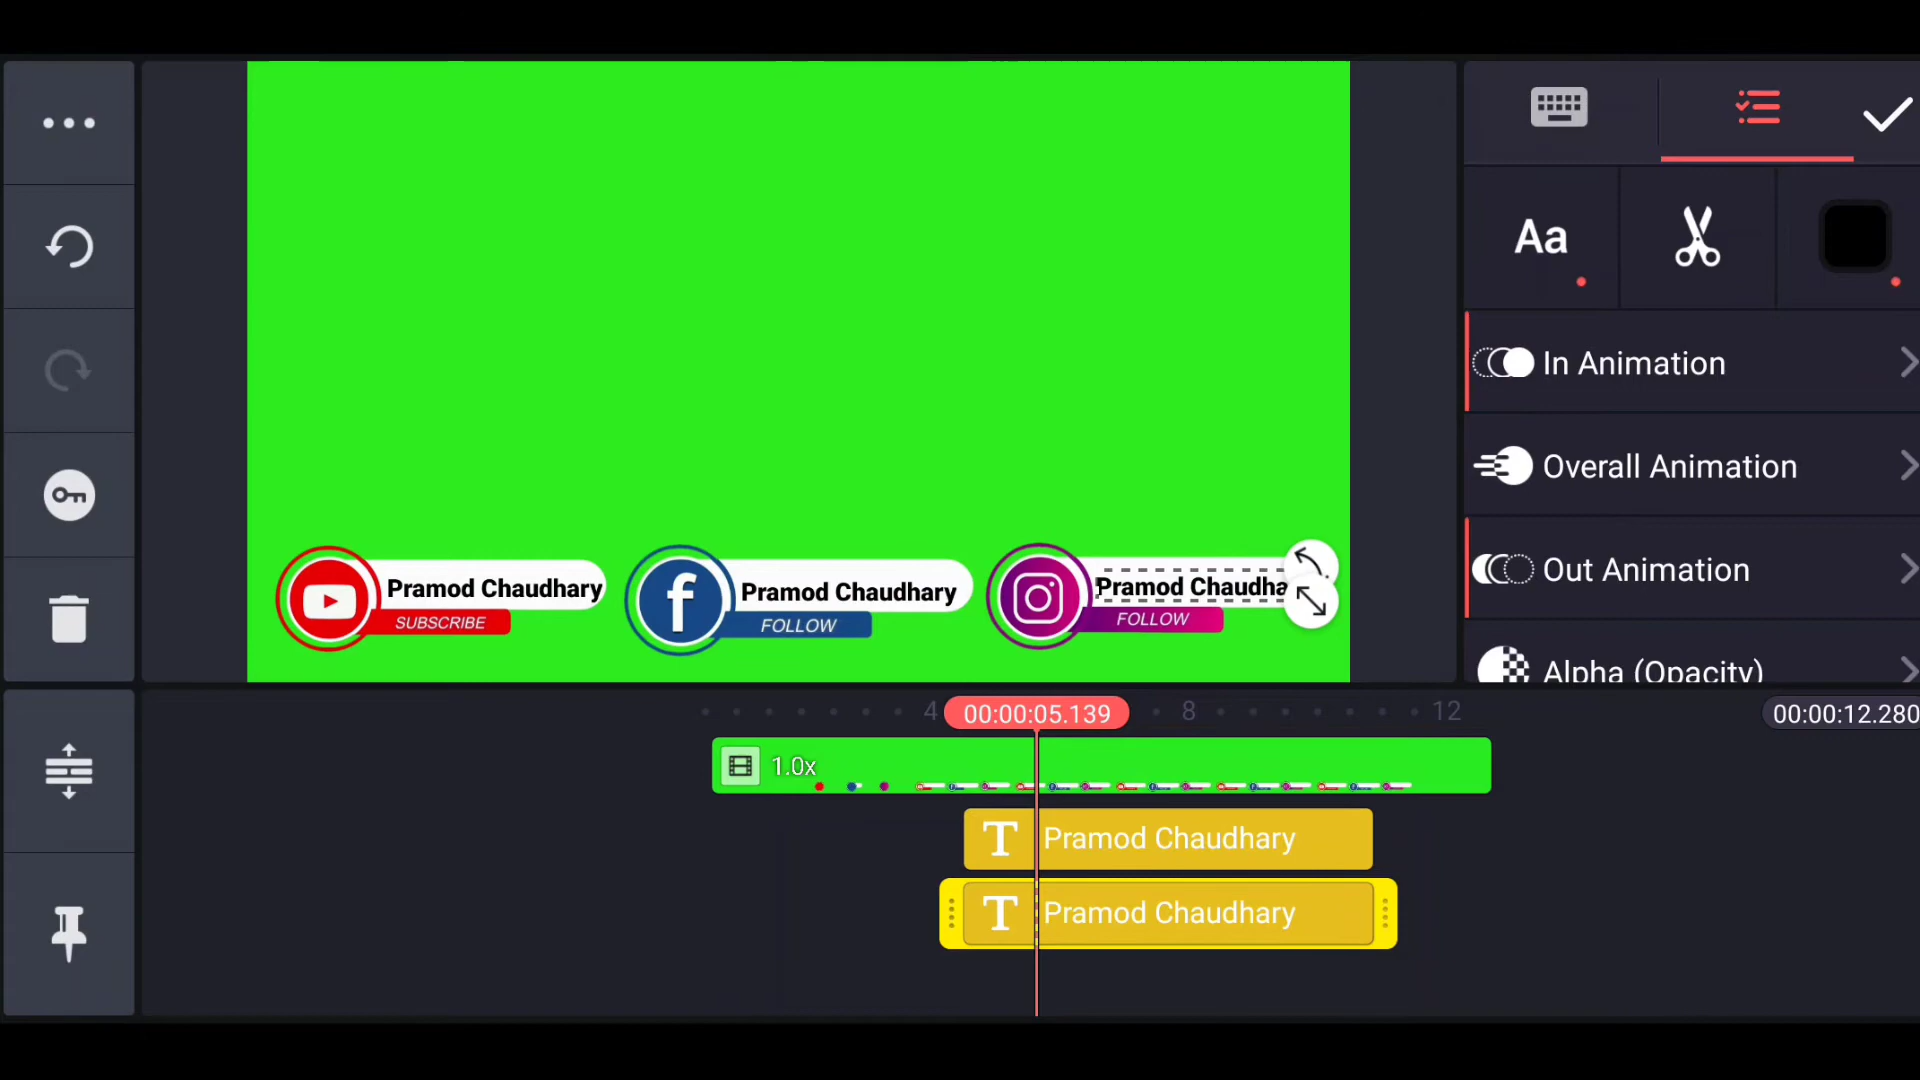 Aa
In Animation
Overall Animation
Out Animation
Alpha (Opacity)
Pramod Chaudhary
SUBSCRIBE
f
Pramod Chaudhary
FOLLOW
Pramod Chaudha
FOLLOW
4
00:00:05.139
8
12
00:00:12.280
1.0x
T Pramod Chaudhary
T Pramod Chaudhary